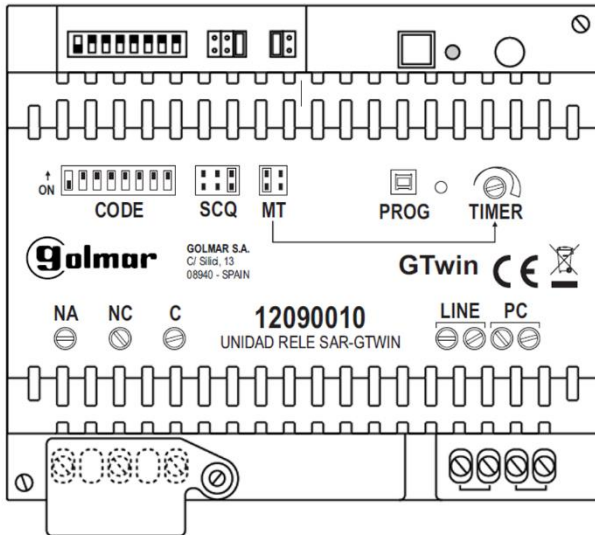 ↑
ON
CODE
SCQ
MT
PROG
TIMER
golmar
GOLMAR S.A.
C/ Silici, 13
08940 - SPAIN
GTwin CE
NA NC C
12090010
UNIDAD RELE SAR-GTWIN
LINE PC